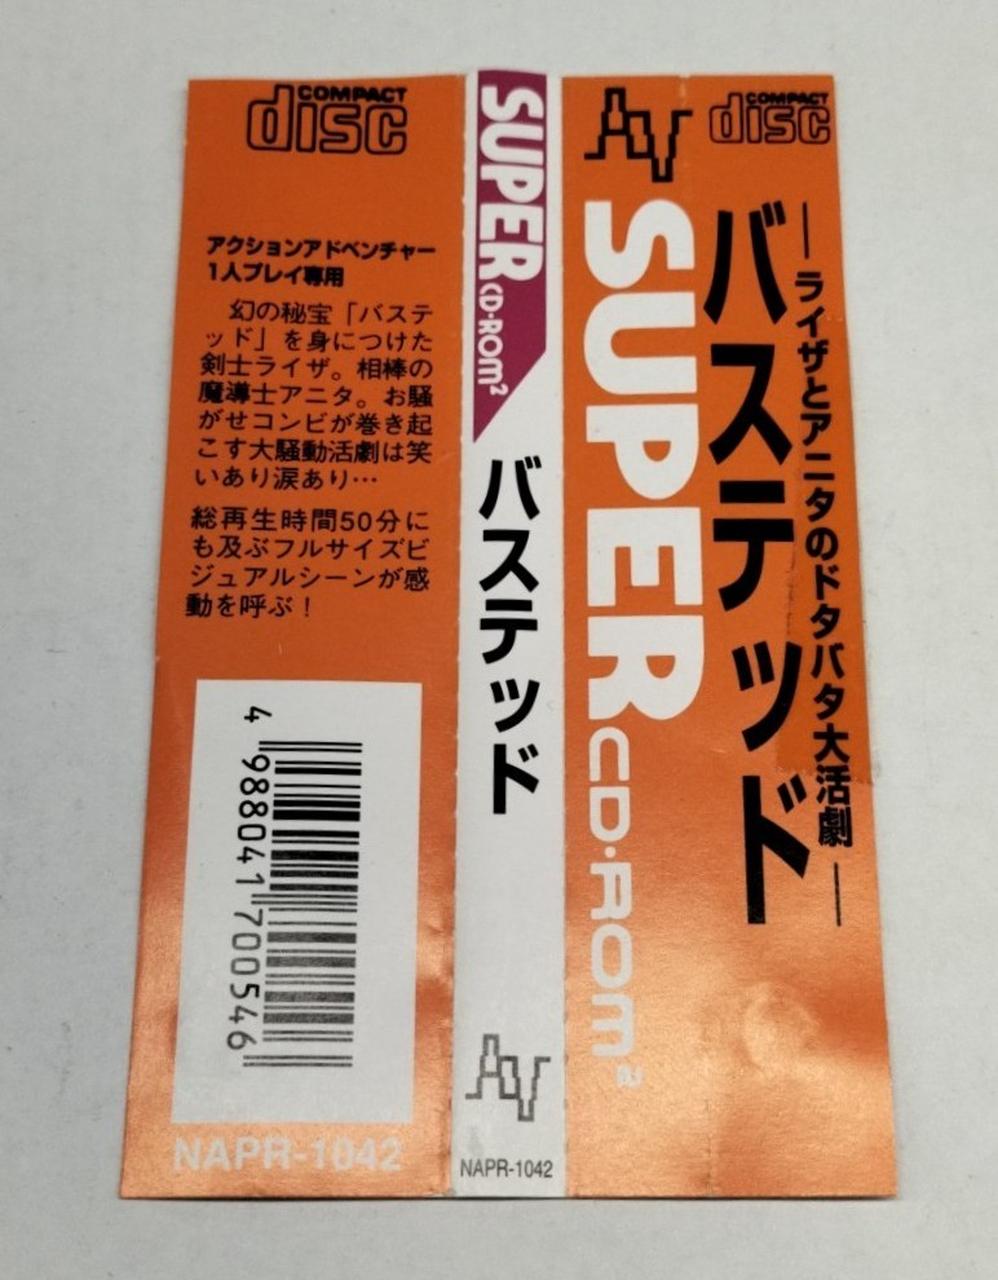 COMPACT
disc
アクションアドベンチャー
1人プレイ専用
幻の秘宝「バステ
ッド」を身につけた
剣士ライザ。相棒の
魔導士アニタ。お騒
がせコンビが巻き起
こす大騒動活劇は笑
いあり涙あり…
総再生時間50分に
も及ぶフルサイズビ
ジュアルシーンが感
動を呼ぶ！
4 988041 700546
NAPR-1042
SUPER CD·ROM²
バステッド
AV
NAPR-1042
AV
COMPACT
disc
SUPER CD·ROM²
バステッド
―ライザとアニタのドタバタ大活劇―